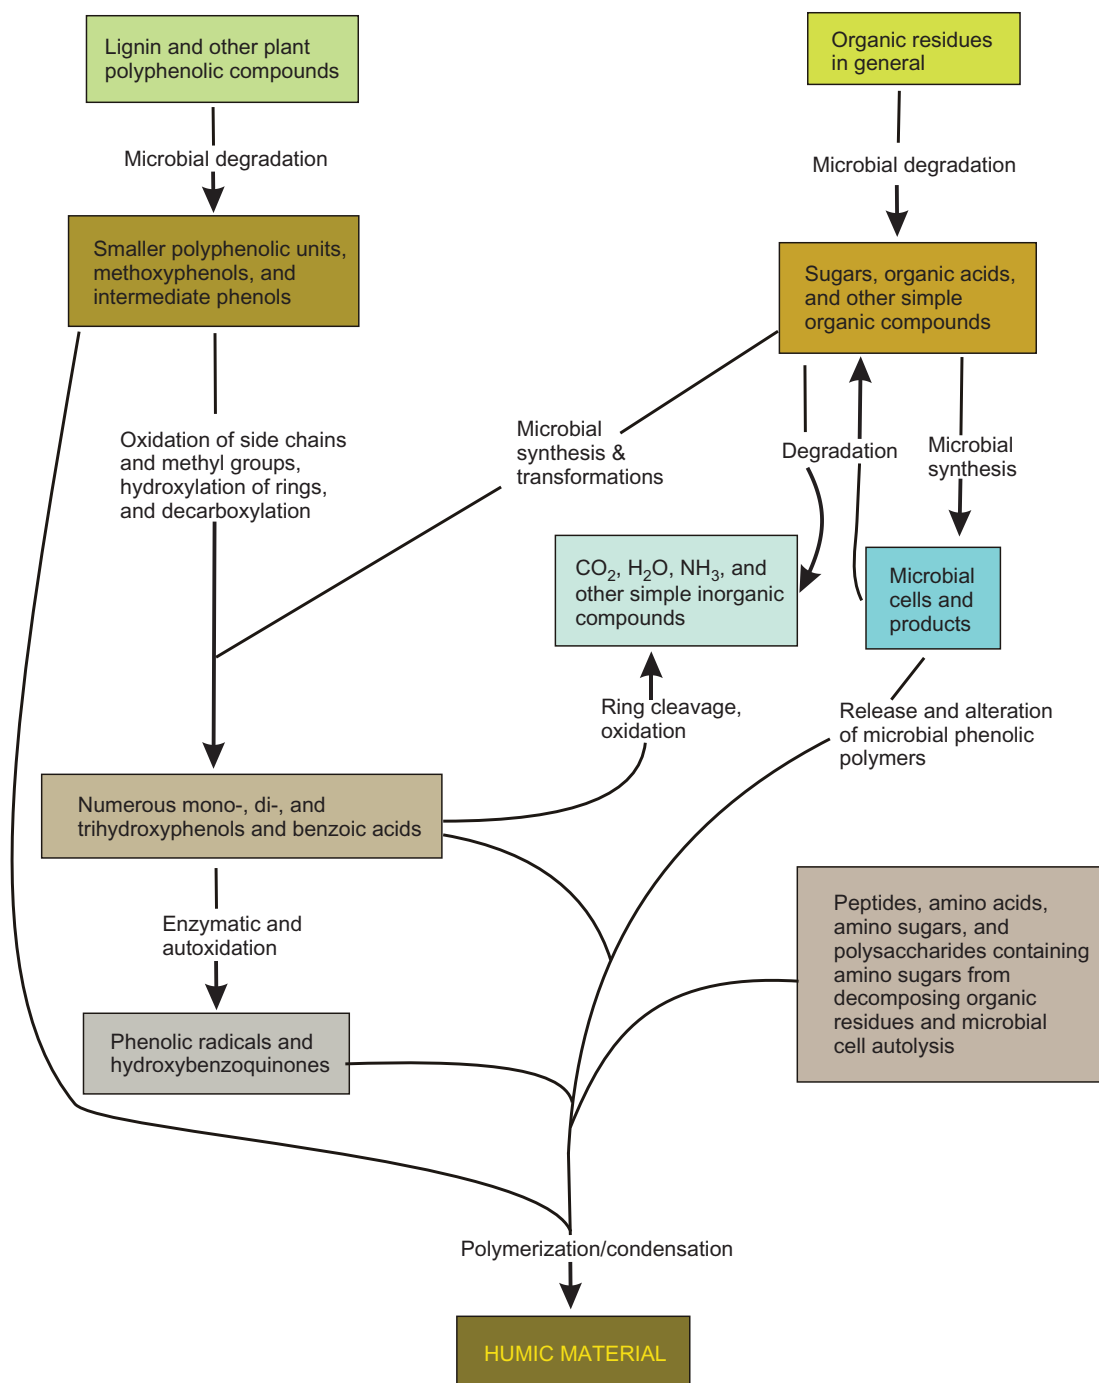 Lignin and other plant
polyphenolic compounds
Organic residues
in general
Microbial degradation
Microbial degradation
Smaller polyphenolic units,
methoxyphenols, and
intermediate phenols
Sugars, organic acids,
and other simple
organic compounds
Oxidation of side chains
and methyl groups,
hydroxylation of rings,
and decarboxylation
Microbial
synthesis &
transformations
Degradation
Microbial
synthesis
CO₂, H₂O, NH₃, and
other simple inorganic
compounds
Microbial
cells and
products
Ring cleavage,
oxidation
Release and alteration
of microbial phenolic
polymers
Numerous mono-, di-, and
trihydroxyphenols and benzoic acids
Enzymatic and
autoxidation
Peptides, amino acids,
amino sugars, and
polysaccharides containing
amino sugars from
decomposing organic
residues and microbial
cell autolysis
Phenolic radicals and
hydroxybenzoquinones
Polymerization/condensation
HUMIC MATERIAL